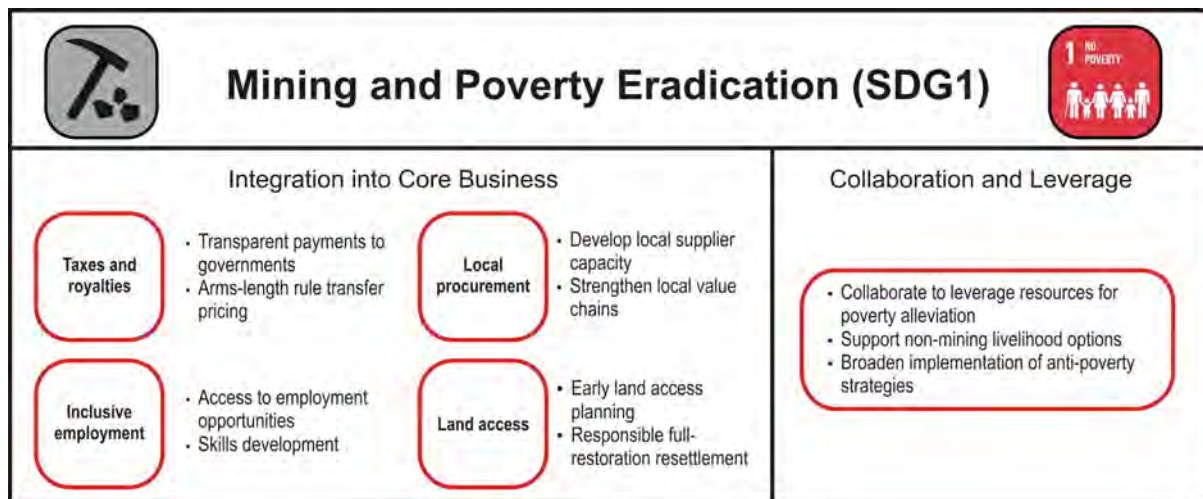 Mining and Poverty Eradication (SDG1)
1 NO
POVERTY
Integration into Core Business
Taxes and
royalties
• Transparent payments to
governments
• Arms-length rule transfer
pricing
Local
procurement
• Develop local supplier
capacity
• Strengthen local value
chains
Inclusive
employment
• Access to employment
opportunities
• Skills development
Land access
• Early land access
planning
• Responsible full-
restoration resettlement
Collaboration and Leverage
• Collaborate to leverage resources for
poverty alleviation
• Support non-mining livelihood options
• Broaden implementation of anti-poverty
strategies